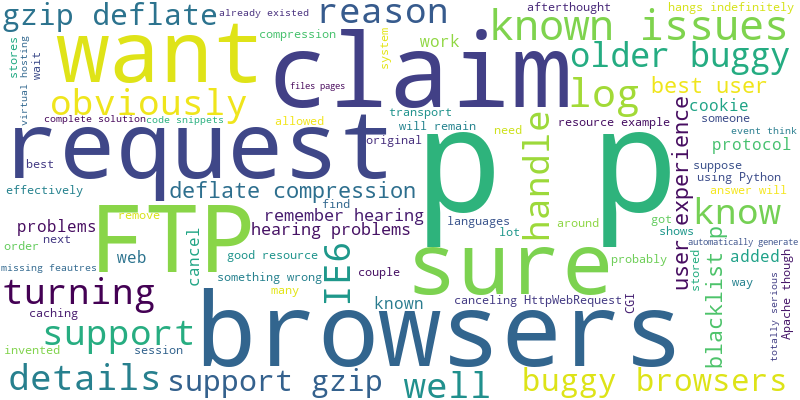 gzip deflate
already existed
reason
afterthought
hangs indefinitely
stores
virtual hosting
wait
want
compression
system
claim
work
known issues
older buggy
obviously
files pages
log
best user
cookie
complete solution
code snippets
allowed
transport
will remain
original
need
resource example
someone
event think
protocol
request
p p
handle
user experience
best
effectively
deflate compression
find
suppose
using Python
answer will
FTP
remove
remember hearing
hearing problems
languages
lot
around
got
shows
know
problems
next
order
web
cancel
good resource
sure
probably
stored
automatically generate
blacklist p
added
way
missing feautres
something wrong
couple
IE6
many
turning
known
canceling HttpWebRequest
CGI
totally serious
Apache though
caching
support
browsers
invented
session
details
support gzip
well
buggy browsers